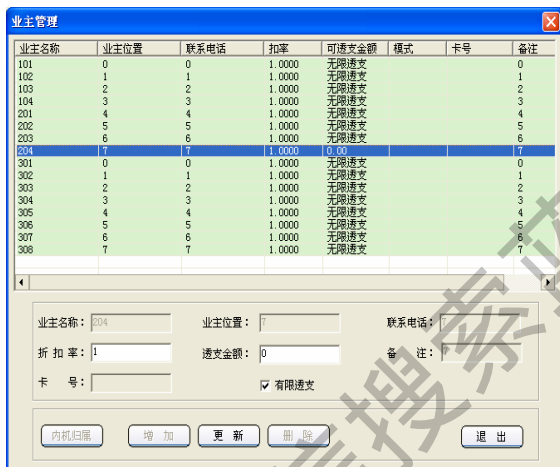 业主管理
业主名称 业主位置 联系电话 扣率 可透支金额 模式 卡号 备注
101 0 0 1.0000 无限透支 0
102 1 1 1.0000 无限透支 1
103 2 2 1.0000 无限透支 2
104 3 3 1.0000 无限透支 3
201 4 4 1.0000 无限透支 4
202 5 5 1.0000 无限透支 5
203 6 6 1.0000 无限透支 6
204 7 7 1.0000 0.00 7
301 0 0 1.0000 无限透支 0
302 1 1 1.0000 无限透支 1
303 2 2 1.0000 无限透支 2
304 3 3 1.0000 无限透支 3
305 4 4 1.0000 无限透支 4
306 5 5 1.0000 无限透支 5
307 6 6 1.0000 无限透支 6
308 7 7 1.0000 无限透支 7
业主名称: 204 业主位置: 7 联系电话: 7
折扣率: 1 透支金额: 0 备注: 7
卡号: 有限透支
内机归属 增加 更新 删除 退出
搜索